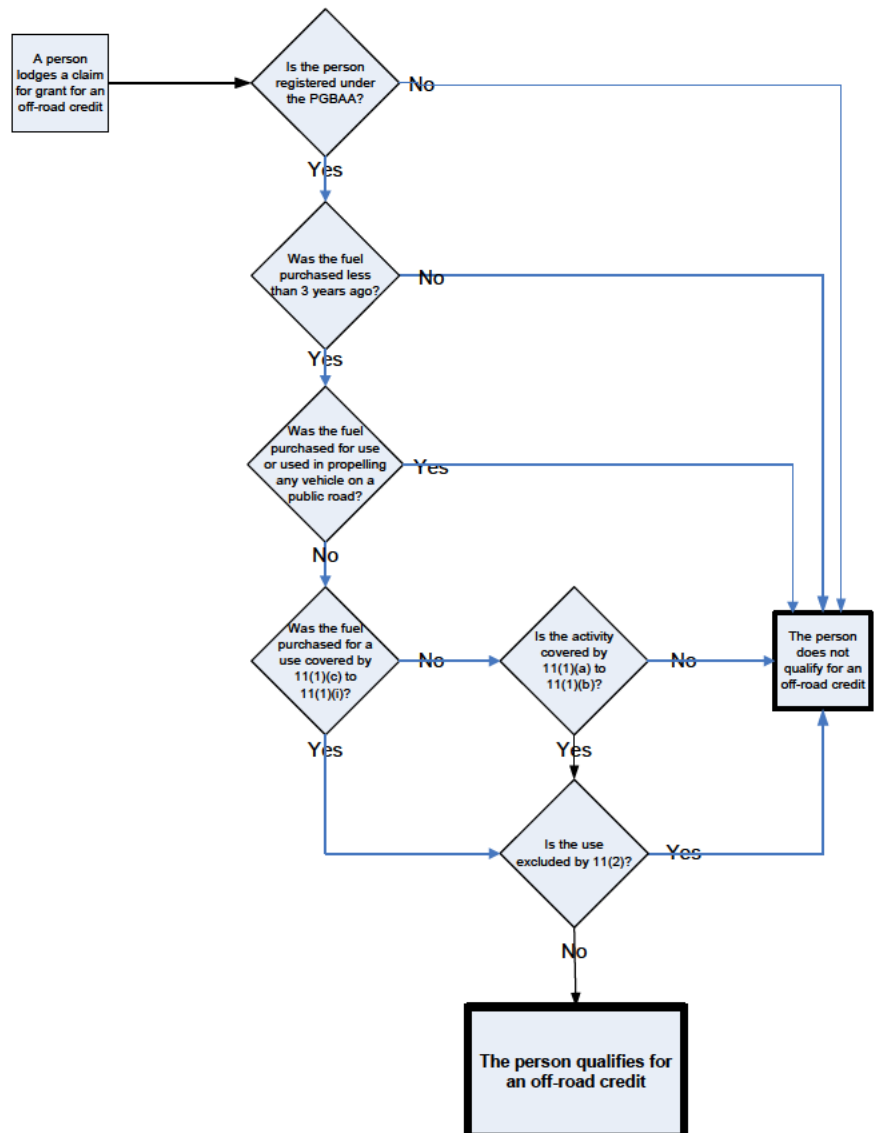 A person
lodges a claim
for grant for an
off-road credit
Is the person
registered under
the PGBAA?
No
Yes
Was the fuel
purchased less
than 3 years ago?
No
Yes
Was the fuel
purchased for use
or used in propelling
any vehicle on a
public road?
Yes
No
Was the fuel
purchased for a
use covered by
11(1)(c) to
11(1)(i)?
No
Yes
Is the activity
covered by
11(1)(a) to
11(1)(b)?
No
Yes
The person
does not
qualify for an
off-road credit
Is the use
excluded by 11(2)?
Yes
No
The person qualifies for
an off-road credit